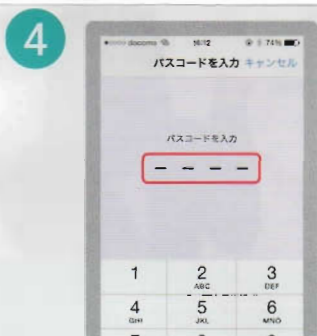 4
docomo 16:12 74%
パスコードを入力 キャンセル
パスコードを入力
– – – –
1 2 3
ABC DEF
4 5 6
GHI JKL MNO